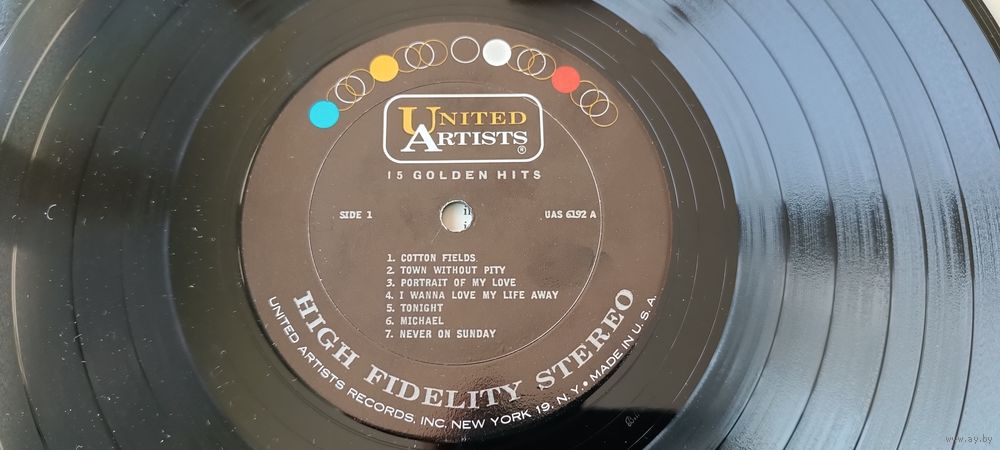 UNITED
ARTISTS ®
15 GOLDEN HITS
SIDE 1
UAS 6192 A
1. COTTON FIELDS
2. TOWN WITHOUT PITY
3. PORTRAIT OF MY LOVE
4. I WANNA LOVE MY LIFE AWAY
5. TONIGHT
6. MICHAEL
7. NEVER ON SUNDAY
HIGH FIDELITY STEREO
UNITED ARTISTS RECORDS, INC. NEW YORK 19, N.Y. • MADE IN U.S.A.
www.ay.by